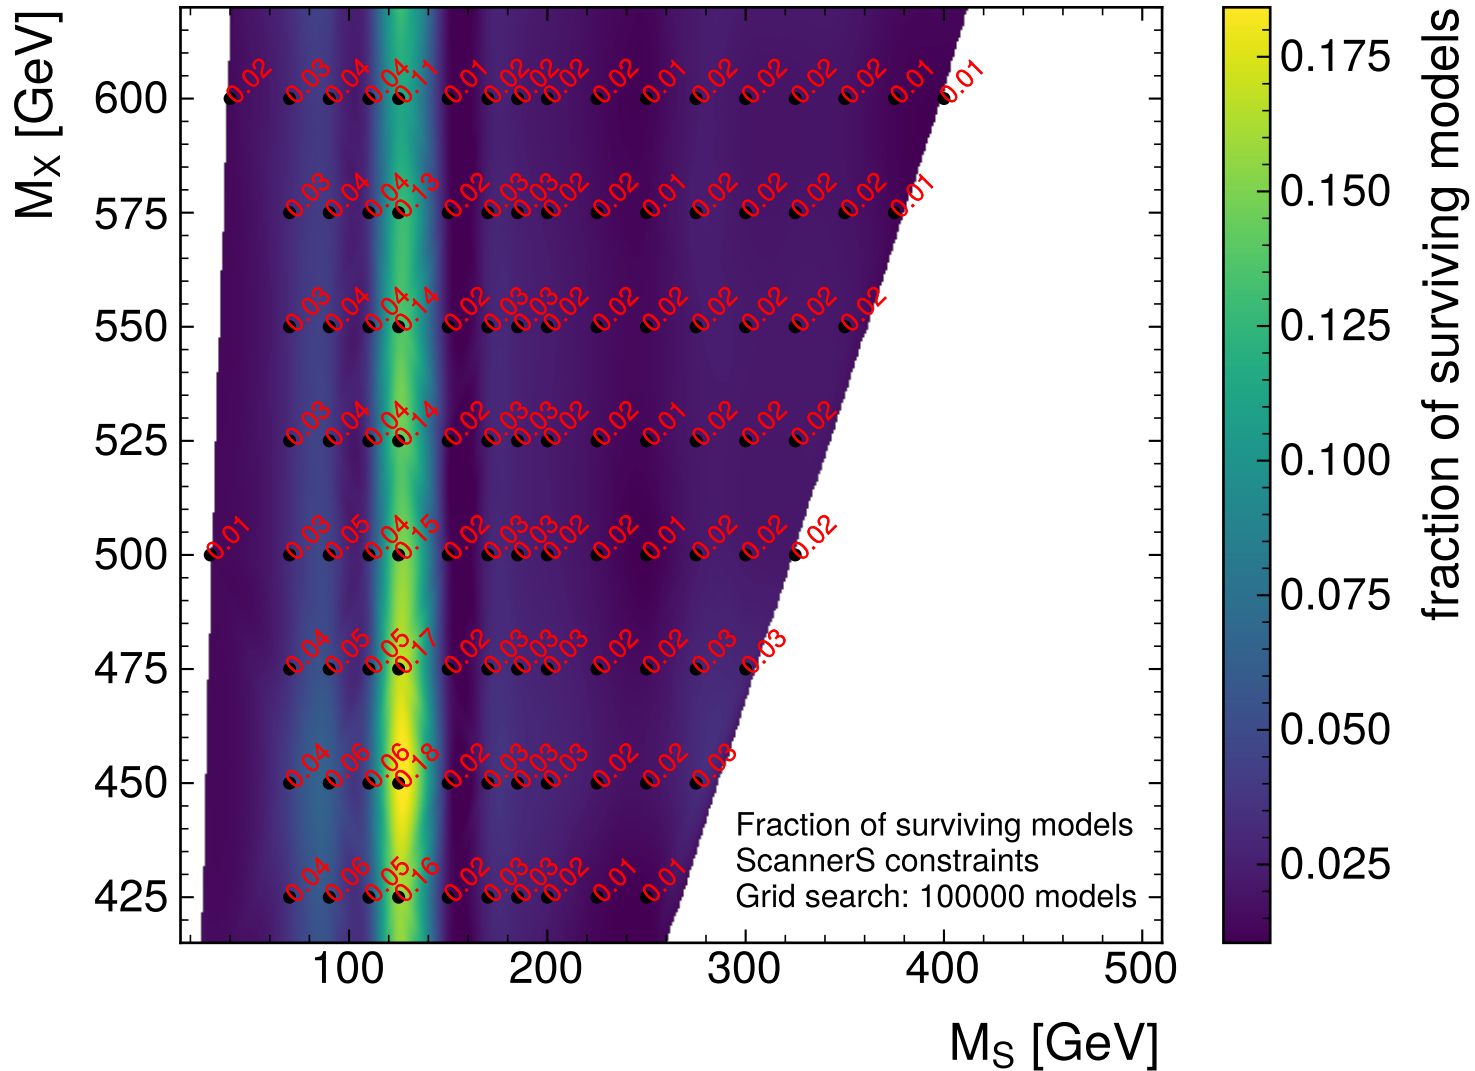 M_X [GeV]
600
575
550
525
500
475
450
425
0.02 0.03 0.04 0.04 0.11 0.01 0.02 0.02 0.02 0.02 0.01 0.02 0.02 0.02 0.02 0.01 0.01
0.03 0.04 0.04 0.13 0.02 0.03 0.03 0.02 0.02 0.01 0.02 0.02 0.02 0.02 0.01
0.03 0.04 0.04 0.14 0.02 0.03 0.03 0.02 0.02 0.02 0.02 0.02 0.02 0.02
0.03 0.04 0.04 0.14 0.02 0.03 0.03 0.02 0.02 0.01 0.02 0.02 0.02
0.01 0.03 0.05 0.04 0.15 0.02 0.03 0.03 0.02 0.02 0.01 0.02 0.02 0.02
0.04 0.05 0.05 0.17 0.02 0.03 0.03 0.03 0.02 0.02 0.03 0.03
0.04 0.06 0.06 0.18 0.02 0.03 0.03 0.03 0.02 0.02 0.03
0.04 0.06 0.05 0.16 0.02 0.03 0.03 0.02 0.01 0.01
Fraction of surviving models
ScannerS constraints
Grid search: 100000 models
100 200 300 400 500
M_S [GeV]
0.175
0.150
0.125
0.100
0.075
0.050
0.025
fraction of surviving models